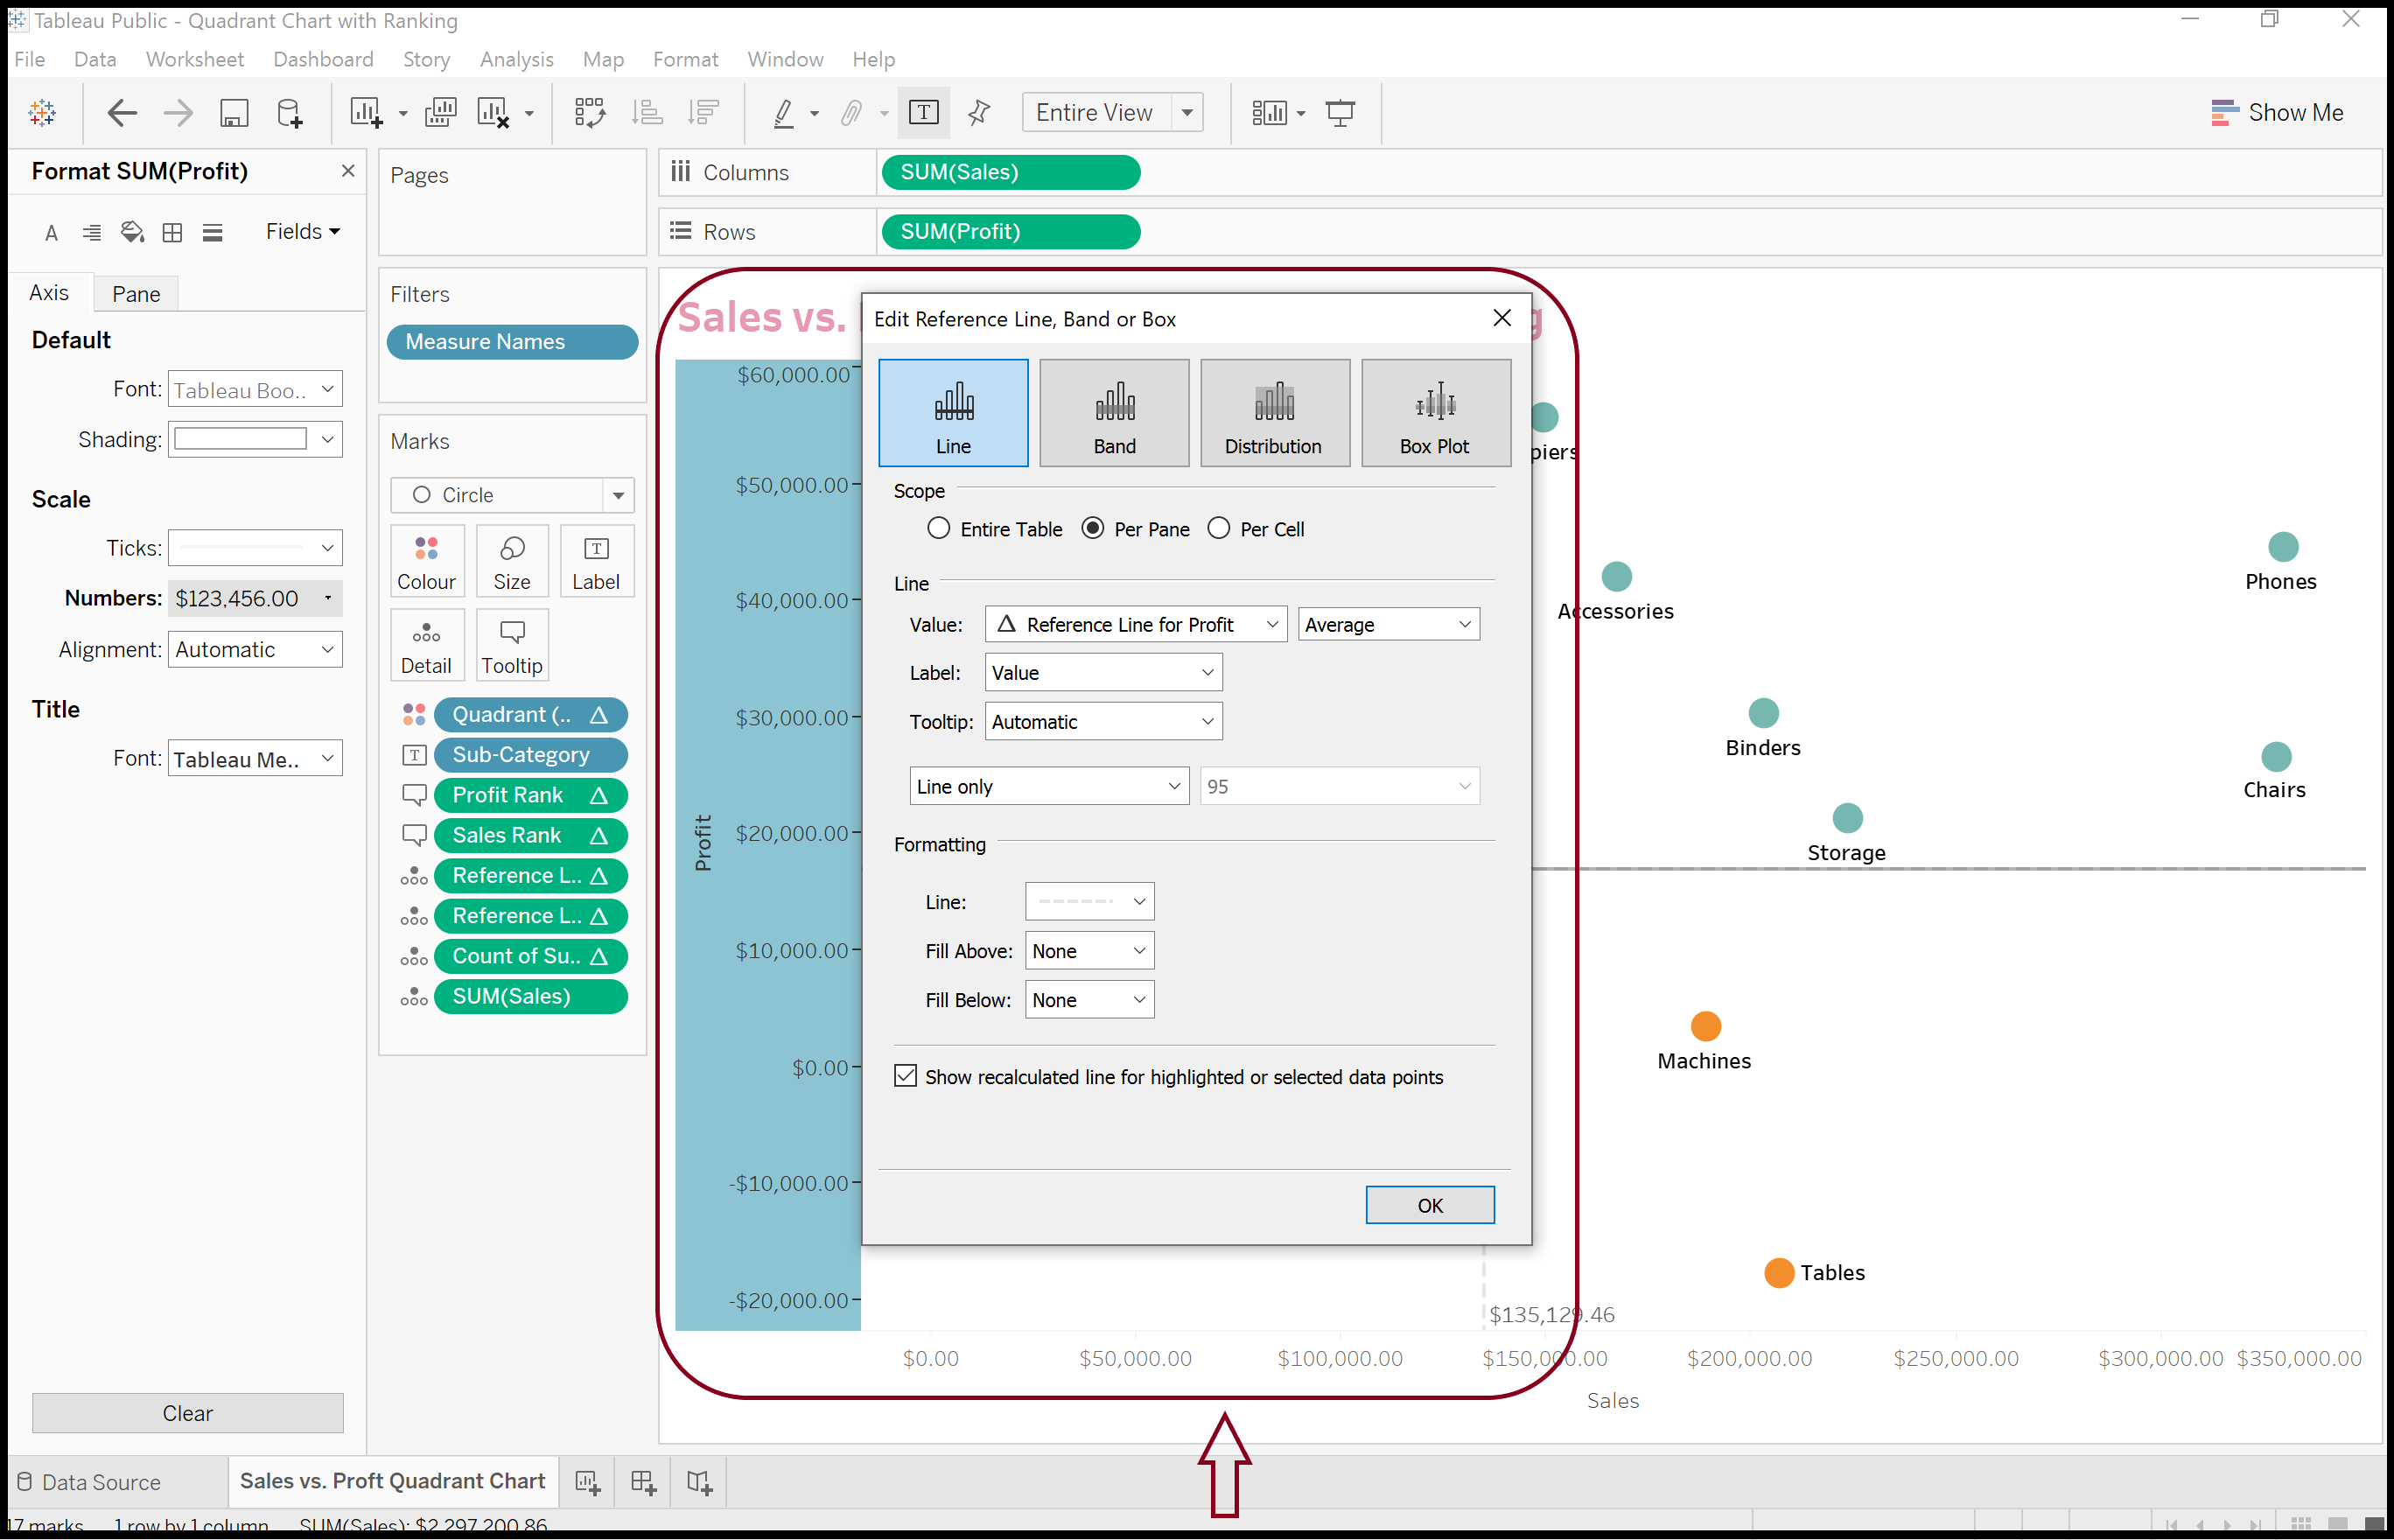 Tableau Public - Quadrant Chart with Ranking
File Data Worksheet Dashboard Story Analysis Map Format Window Help
Entire View
Show Me
Format SUM(Profit)
Fields
Axis Pane
Default
Font: Tableau Boo..
Shading:
Scale
Ticks:
Numbers: $123,456.00
Alignment: Automatic
Title
Font: Tableau Me..
Clear
Pages
Filters
Measure Names
Marks
Circle
Colour Size Label
Detail Tooltip
Quadrant (..
Sub-Category
Profit Rank
Sales Rank
Reference L..
Reference L..
Count of Su..
SUM(Sales)
Columns SUM(Sales)
Rows SUM(Profit)
Sales vs.
g
Profit
$60,000.00
$50,000.00
$40,000.00
$30,000.00
$20,000.00
$10,000.00
$0.00
-$10,000.00
-$20,000.00
Edit Reference Line, Band or Box
Line Band Distribution Box Plot
Scope
Entire Table Per Pane Per Cell
Line
Value: Reference Line for Profit Average
Label: Value
Tooltip: Automatic
Line only 95
Formatting
Line:
Fill Above: None
Fill Below: None
Show recalculated line for highlighted or selected data points
OK
piers
Accessories
Phones
Binders
Chairs
Storage
Machines
Tables
$135,129.46
$0.00 $50,000.00 $100,000.00 $150,000.00 $200,000.00 $250,000.00 $300,000.00 $350,000.00
Sales
Data Source Sales vs. Proft Quadrant Chart
17 marks 1 row by 1 column SUM(Sales): $2,297,200.86